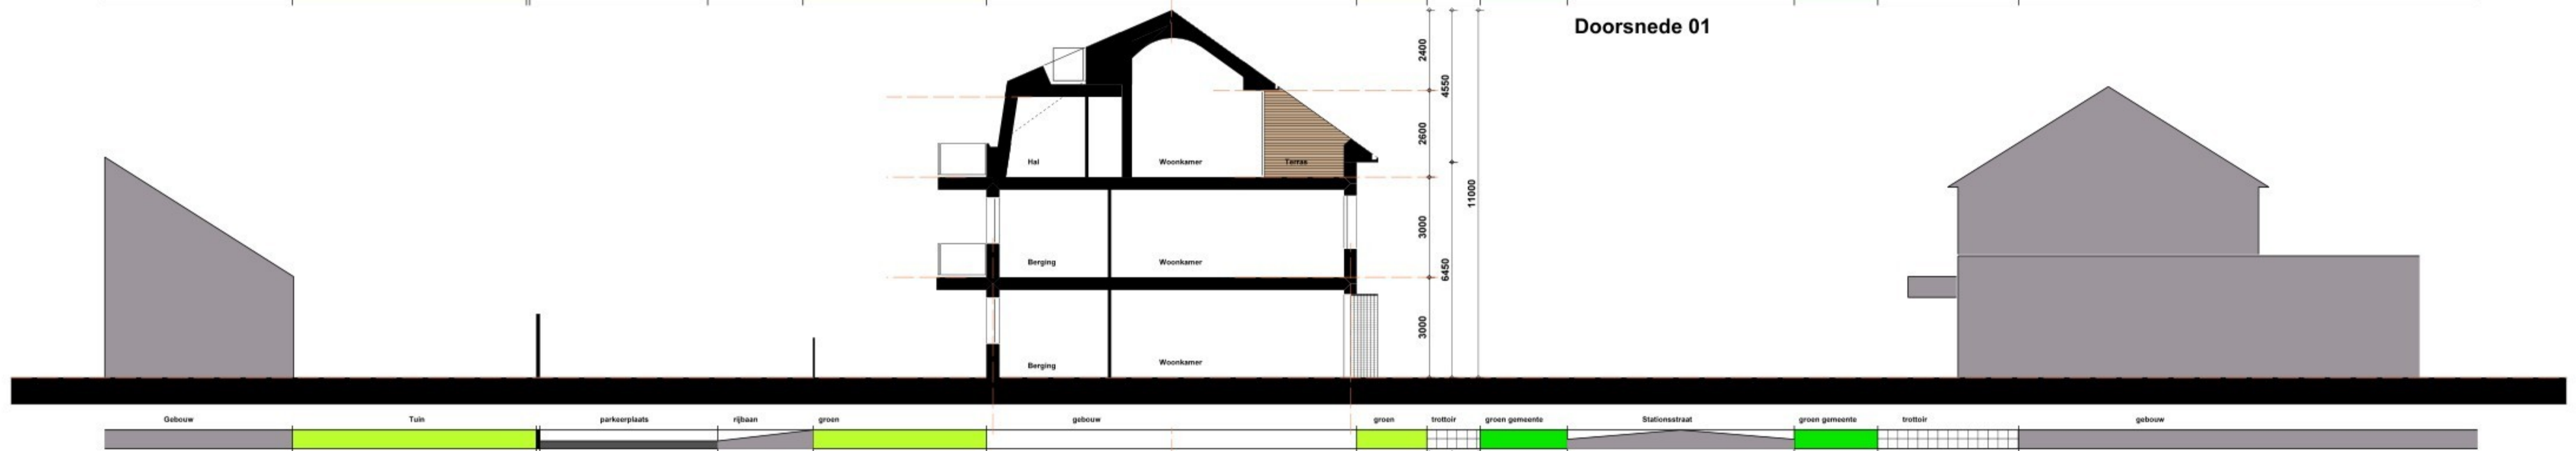 Doorsnede 01
2400
4550
2600
11000
3000
6450
3000
Hal
Woonkamer
Terras
Berging
Woonkamer
Berging
Woonkamer
Gebouw
Tuin
parkeerplaats
rijbaan
groen
gebouw
groen
trottoir
groen gemeente
Stationsstraat
groen gemeente
trottoir
gebouw